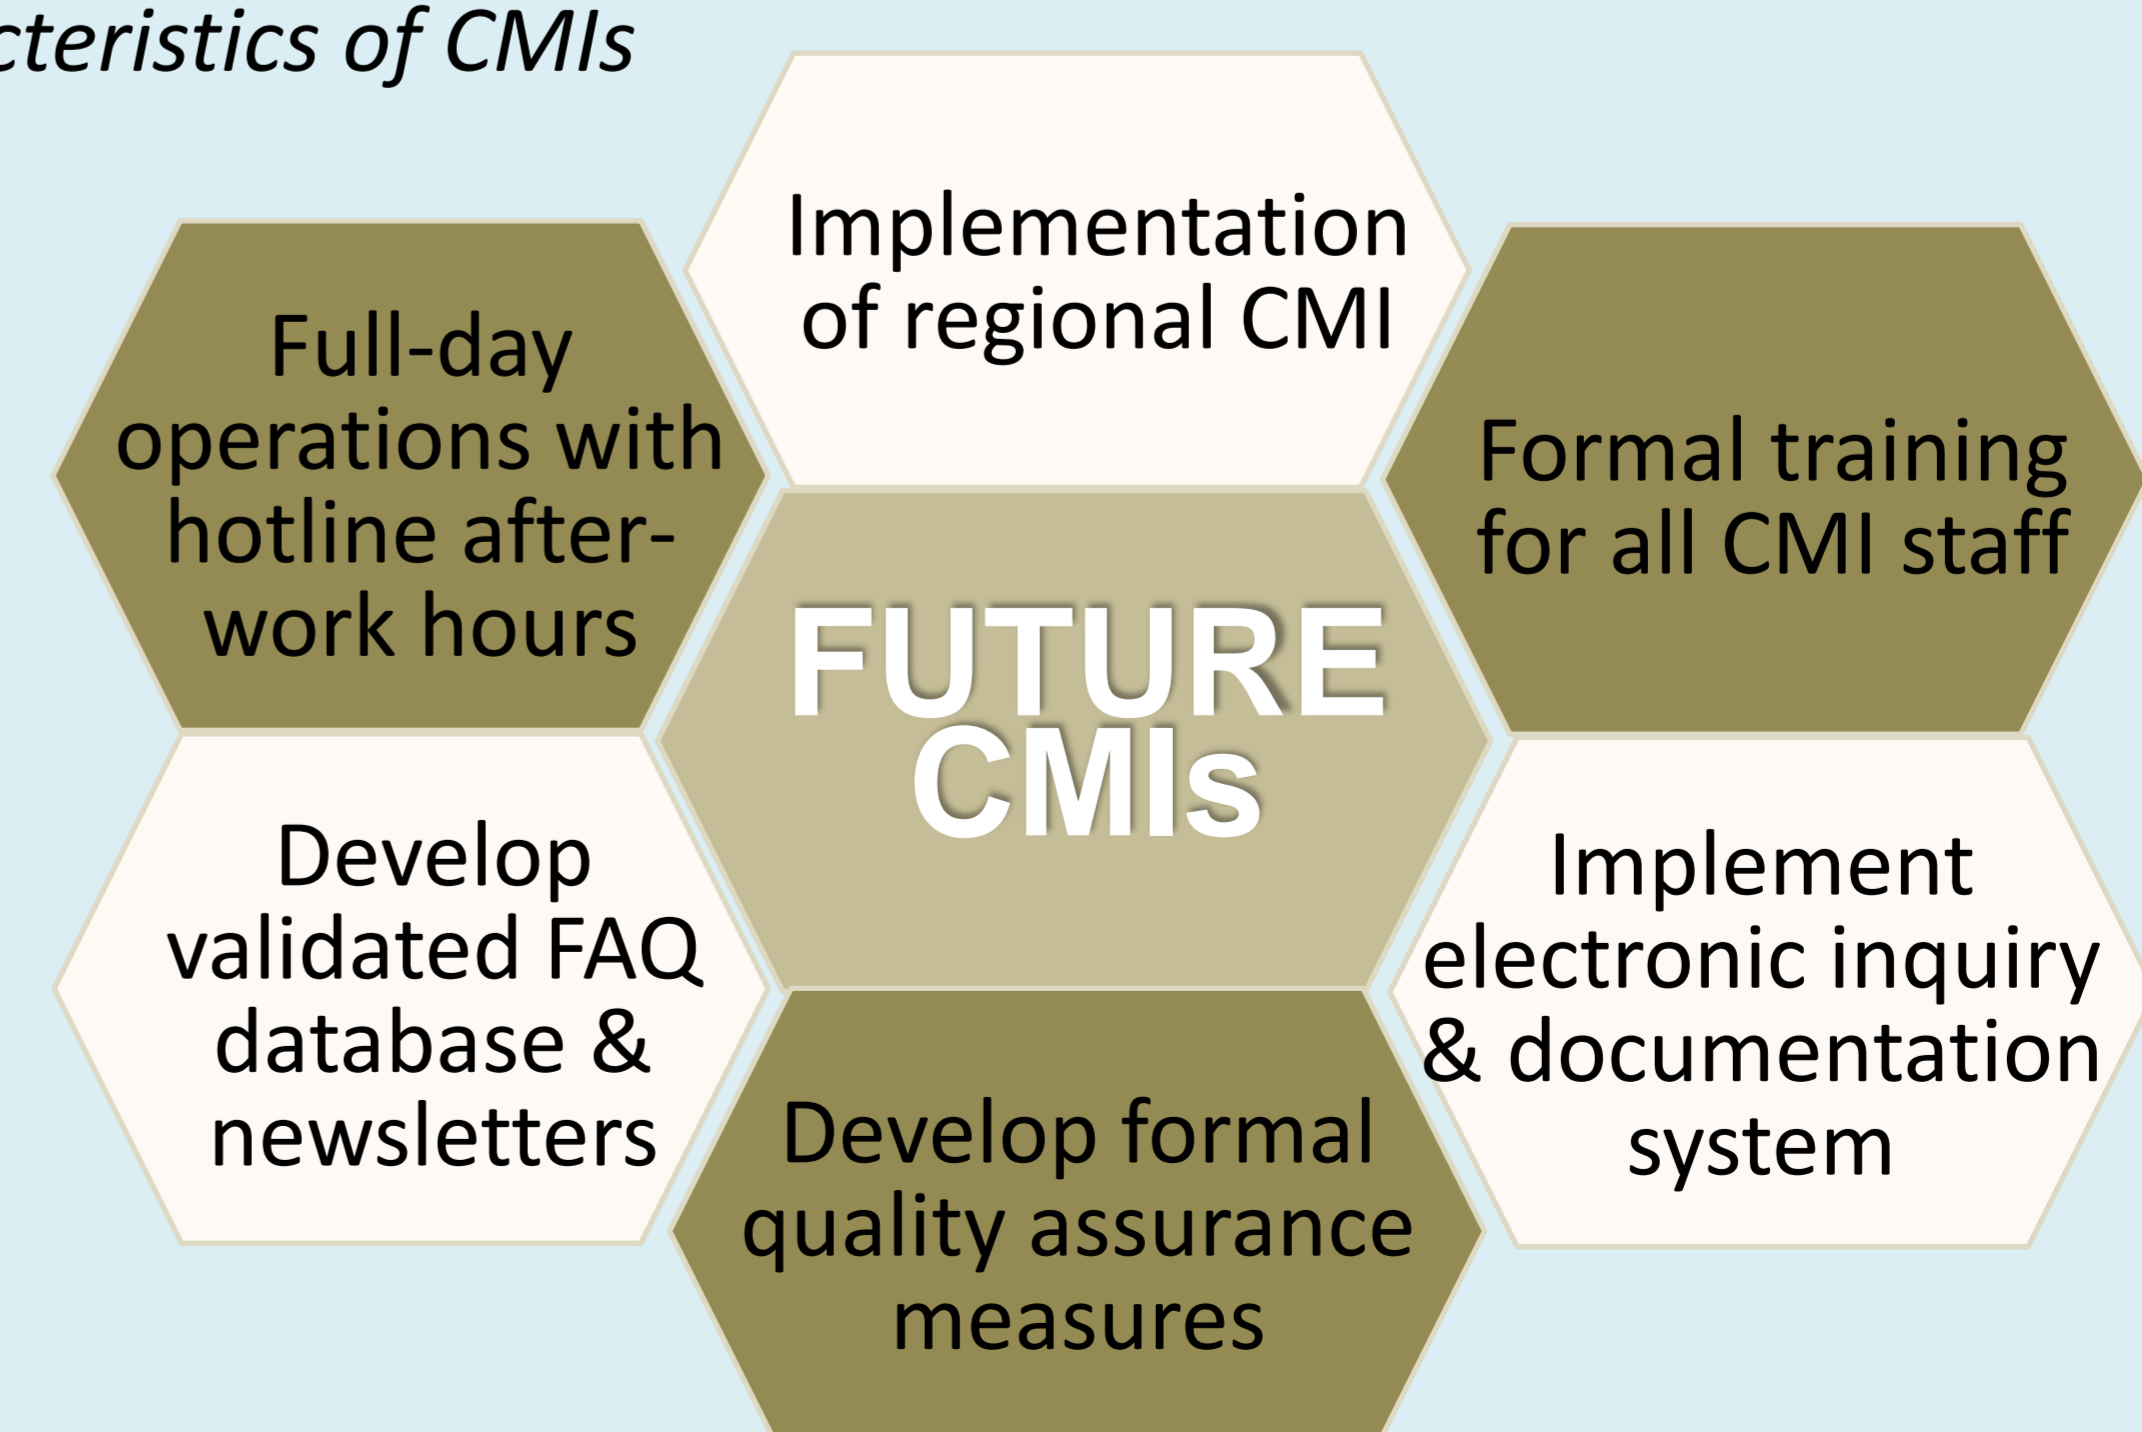 cteristics of CMIs
Implementation
of regional CMI
Full-day
operations with
hotline after-
work hours
Formal training
for all CMI staff
FUTURE
CMIs
Develop
validated FAQ
database &
newsletters
Implement
electronic inquiry
& documentation
system
Develop formal
quality assurance
measures